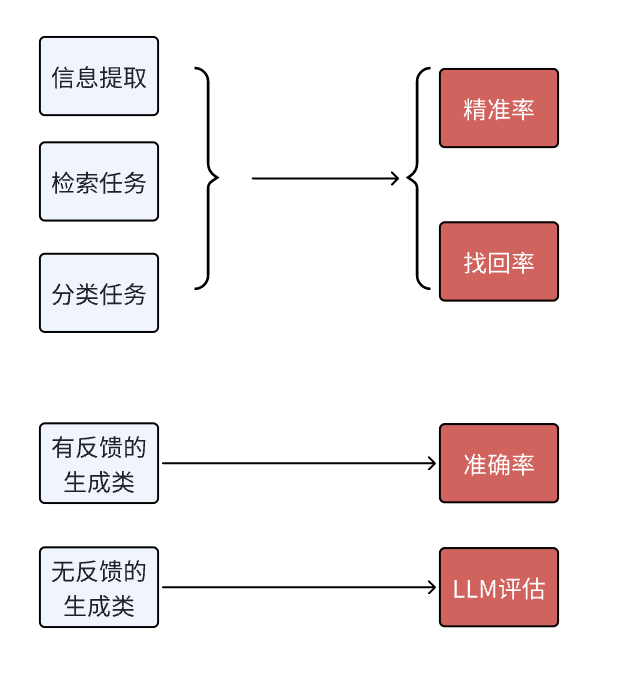 信息提取
检索任务
分类任务
精准率
找回率
有反馈的
生成类
准确率
无反馈的
生成类
LLM评估